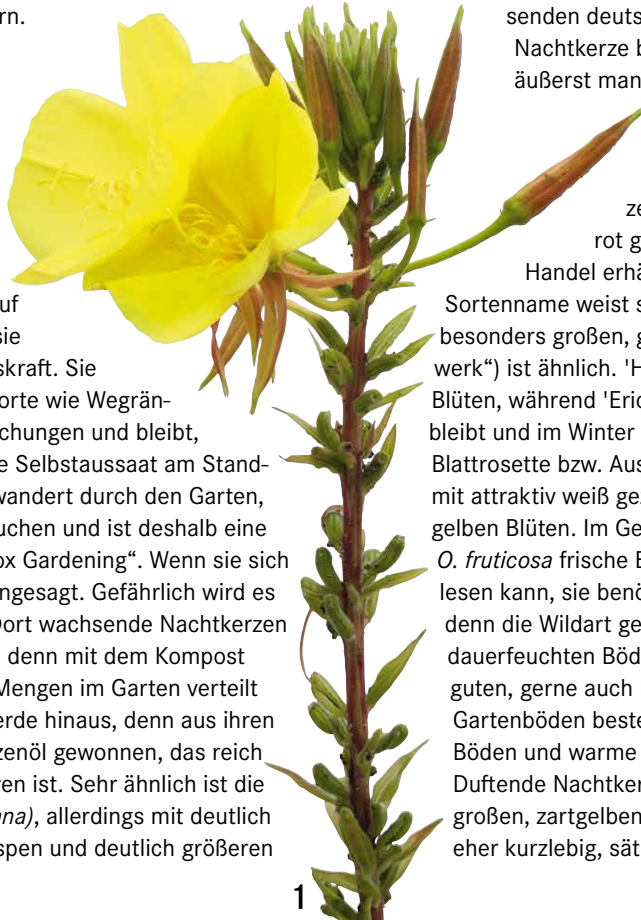 rn.
uf
sie
skraft. Sie
orte wie Wegrän-
chungen und bleibt,
e Selbstaussaat am Stand-
wandert durch den Garten,
uchen und ist deshalb eine
ox Gardening“. Wenn sie sich
ngesagt. Gefährlich wird es
Dort wachsende Nachtkerzen
denn mit dem Kompost
Mengen im Garten verteilt
erde hinaus, denn aus ihren
zenöl gewonnen, das reich
ren ist. Sehr ähnlich ist die
na), allerdings mit deutlich
spen und deutlich größeren
senden deuts
Nachtkerze b
äußerst man
ze
rot g
Handel erhä
Sortenname weist s
besonders großen, g
werk“) ist ähnlich. 'H
Blüten, während 'Eric
bleibt und im Winter
Blattrosette bzw. Aus
mit attraktiv weiß ge
gelben Blüten. Im Ge
O. fruticosa frische B
lesen kann, sie benö
denn die Wildart ge
dauerfeuchten Böd
guten, gerne auch
Gartenböden beste
Böden und warme
Duftende Nachtker
großen, zartgelben
eher kurzlebig, sät
1